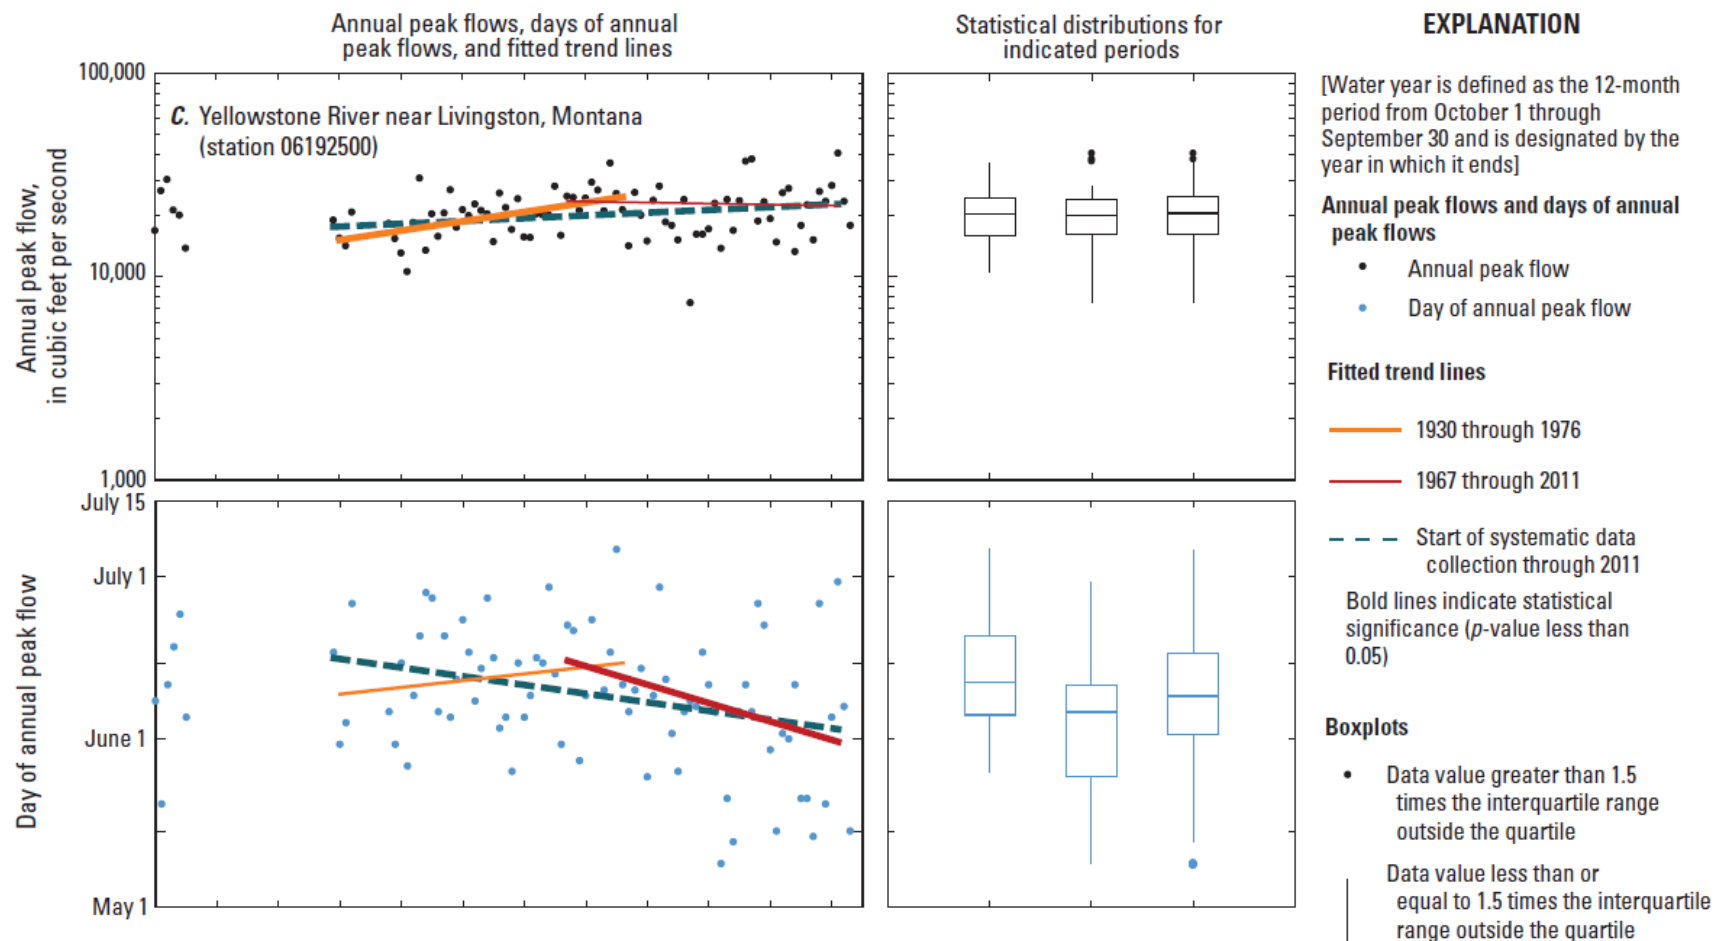 Annual peak flows, days of annual
peak flows, and fitted trend lines
Statistical distributions for
indicated periods
100,000
10,000
1,000
Annual peak flow,
in cubic feet per second
C. Yellowstone River near Livingston, Montana
(station 06192500)
July 15
July 1
June 1
May 1
Day of annual peak flow
EXPLANATION
[Water year is defined as the 12-month
period from October 1 through
September 30 and is designated by the
year in which it ends]
Annual peak flows and days of annual
peak flows
Annual peak flow
Day of annual peak flow
Fitted trend lines
1930 through 1976
1967 through 2011
Start of systematic data
collection through 2011
Bold lines indicate statistical
significance (p-value less than
0.05)
Boxplots
Data value greater than 1.5
times the interquartile range
outside the quartile
Data value less than or
equal to 1.5 times the interquartile
range outside the quartile